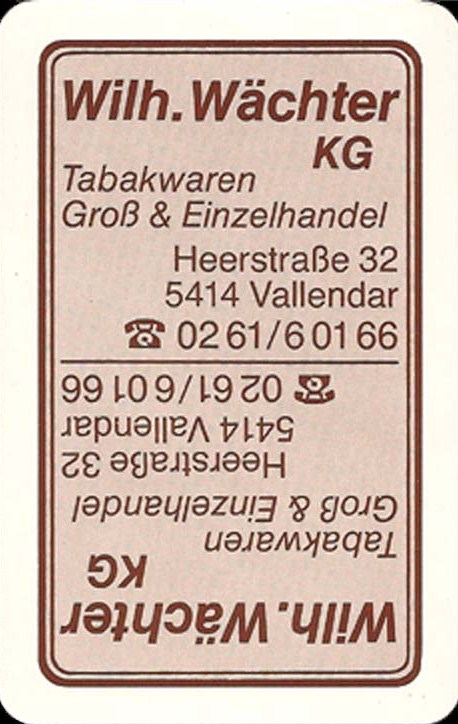 Wilh. Wächter
KG
Tabakwaren
Groß & Einzelhandel
Heerstraße 32
5414 Vallendar
☎ 02 61/6 01 66
Wilh. Wächter
KG
Tabakwaren
Groß & Einzelhandel
Heerstraße 32
5414 Vallendar
☎ 02 61/6 01 66